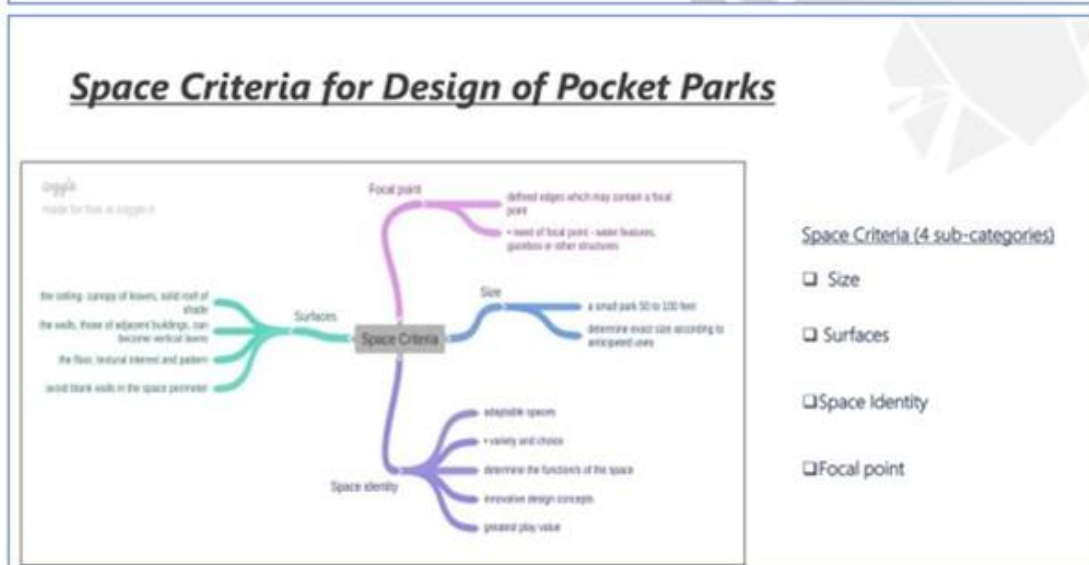 Space Criteria for Design of Pocket Parks
coggle
made for free at coggle.it
Focal point
defined edges which may contain a focal
point
• need of focal point - water features,
gazebos or other structures
Size
a small park 50 to 100 feet
determine exact size according to
anticipated uses
the ceiling: canopy of leaves, solid roof of
shade
the walls, those of adjacent buildings, can
become vertical lawns
the floor, textural interest and pattern
avoid blank walls in the space perimeter
Surfaces
Space Criteria
Space identity
adaptable spaces
• variety and choice
determine the function/s of the space
innovative design concepts
greatest play value
Space Criteria (4 sub-categories)
❑ Size
❑ Surfaces
❑Space Identity
❑Focal point